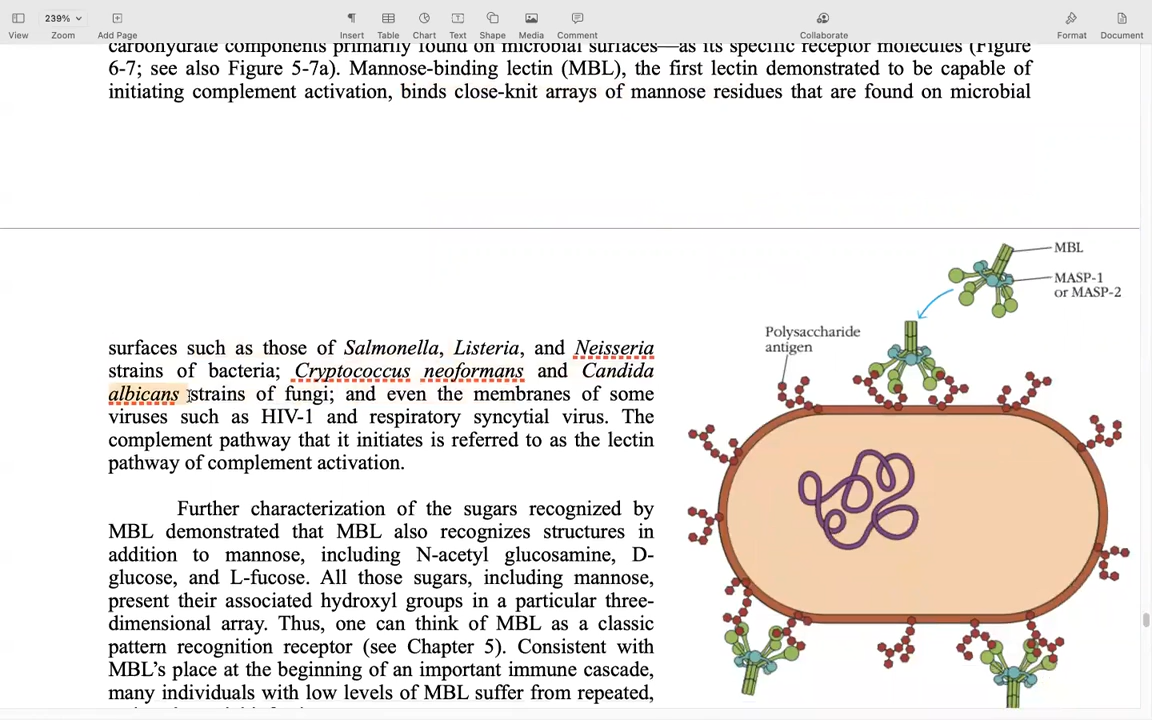 239%
View
Zoom
Add Page
Insert
Table
Chart
Text
Shape
Media
Comment
Collaborate
Format
Document
carbohydrate components primarily found on microbial surfaces—as its specific receptor molecules (Figure
6-7; see also Figure 5-7a). Mannose-binding lectin (MBL), the first lectin demonstrated to be capable of
initiating complement activation, binds close-knit arrays of mannose residues that are found on microbial
surfaces such as those of Salmonella, Listeria, and Neisseria
strains of bacteria; Cryptococcus neoformans and Candida
albicans strains of fungi; and even the membranes of some
viruses such as HIV-1 and respiratory syncytial virus. The
complement pathway that it initiates is referred to as the lectin
pathway of complement activation.
Further characterization of the sugars recognized by
MBL demonstrated that MBL also recognizes structures in
addition to mannose, including N-acetyl glucosamine, D-
glucose, and L-fucose. All those sugars, including mannose,
present their associated hydroxyl groups in a particular three-
dimensional array. Thus, one can think of MBL as a classic
pattern recognition receptor (see Chapter 5). Consistent with
MBL’s place at the beginning of an important immune cascade,
many individuals with low levels of MBL suffer from repeated,
MBL
MASP-1
or MASP-2
Polysaccharide
antigen